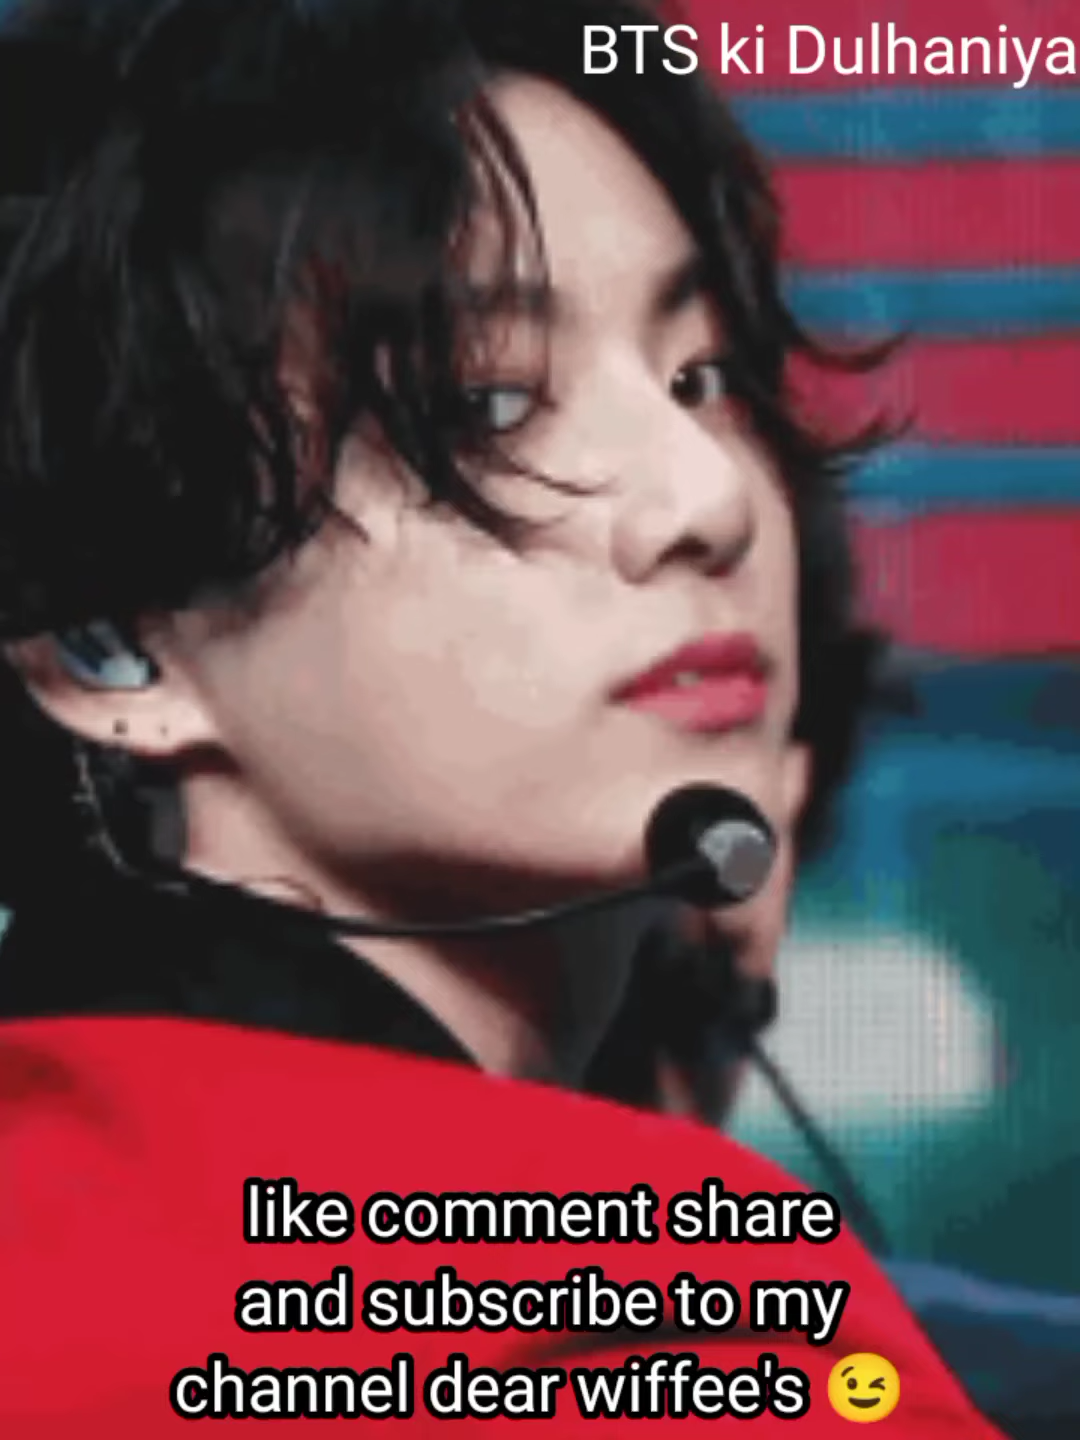 BTS ki Dulhaniya
like comment share
and subscribe to my
channel dear wiffee's 😉